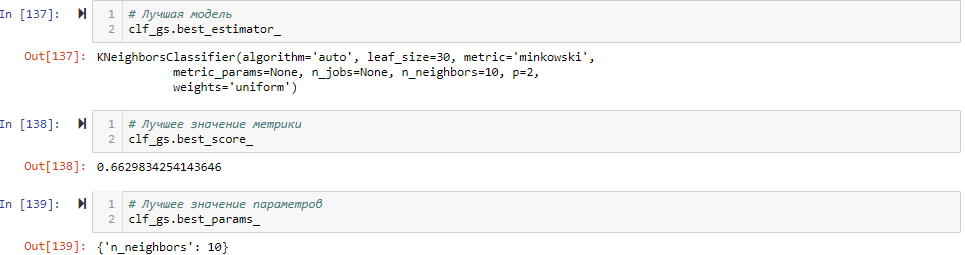 In [137]:
1 # Лучшая модель
2 clf_gs.best_estimator_
Out[137]: KNeighborsClassifier(algorithm='auto', leaf_size=30, metric='minkowski',
metric_params=None, n_jobs=None, n_neighbors=10, p=2,
weights='uniform')
In [138]:
1 # Лучшее значение метрики
2 clf_gs.best_score_
Out[138]: 0.6629834254143646
In [139]:
1 # Лучшее значение параметров
2 clf_gs.best_params_
Out[139]: {'n_neighbors': 10}